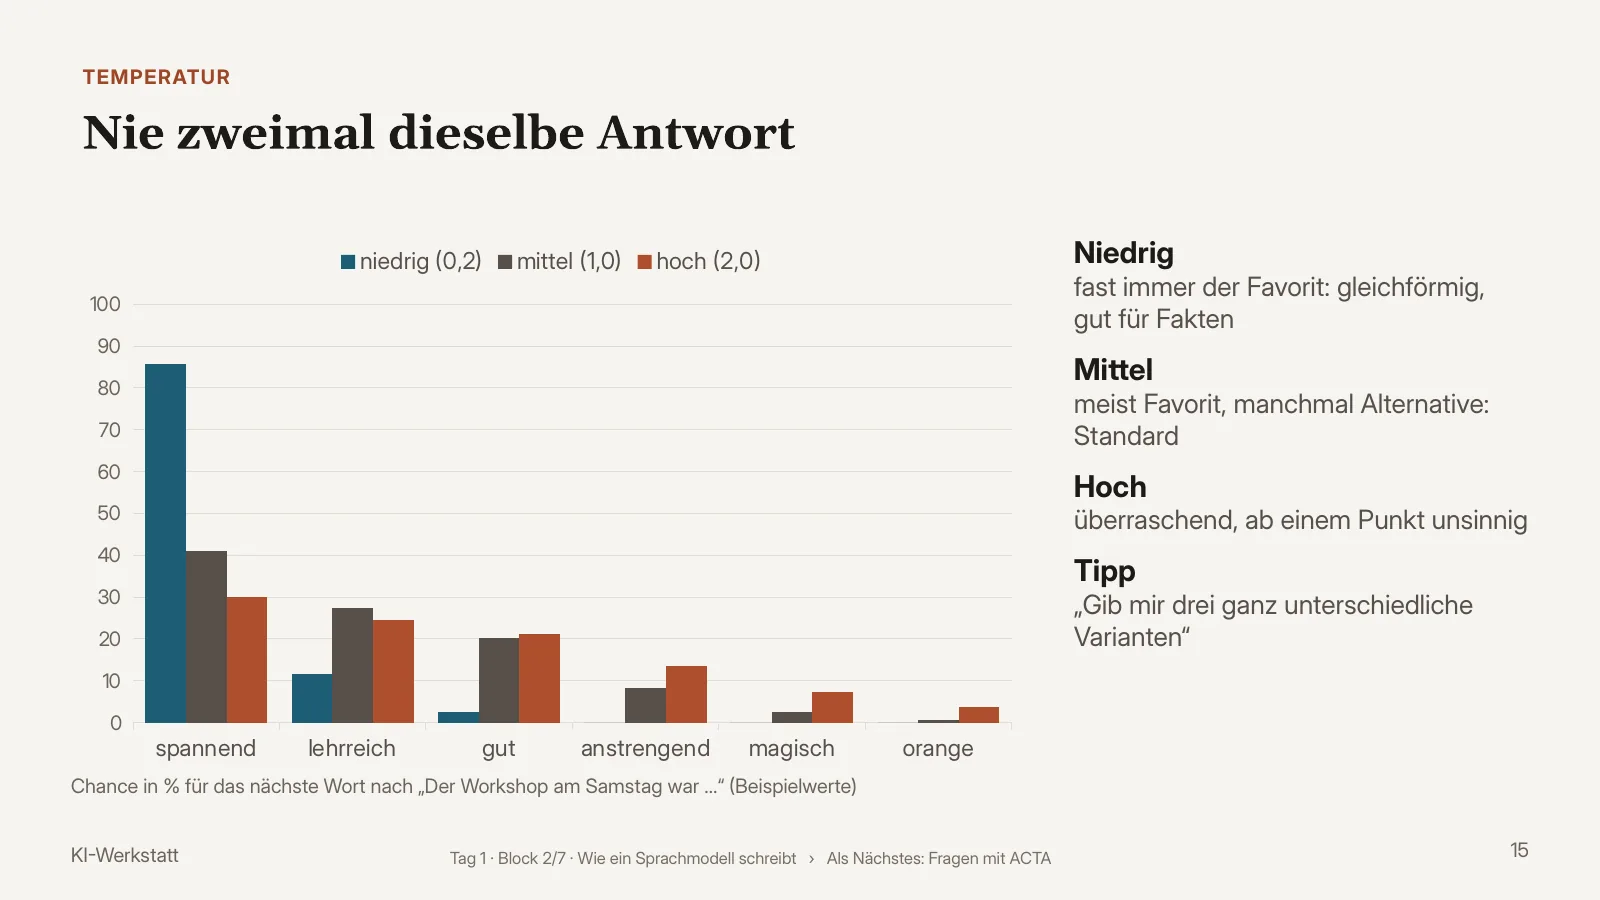 TEMPERATUR
Nie zweimal dieselbe Antwort
niedrig (0,2) mittel (1,0) hoch (2,0)
100
90
80
70
60
50
40
30
20
10
0
spannend lehrreich gut anstrengend magisch orange
Chance in % für das nächste Wort nach „Der Workshop am Samstag war …“ (Beispielwerte)
Niedrig
fast immer der Favorit: gleichförmig,
gut für Fakten
Mittel
meist Favorit, manchmal Alternative:
Standard
Hoch
überraschend, ab einem Punkt unsinnig
Tipp
„Gib mir drei ganz unterschiedliche
Varianten“
KI-Werkstatt
Tag 1 · Block 2/7 · Wie ein Sprachmodell schreibt › Als Nächstes: Fragen mit ACTA
15